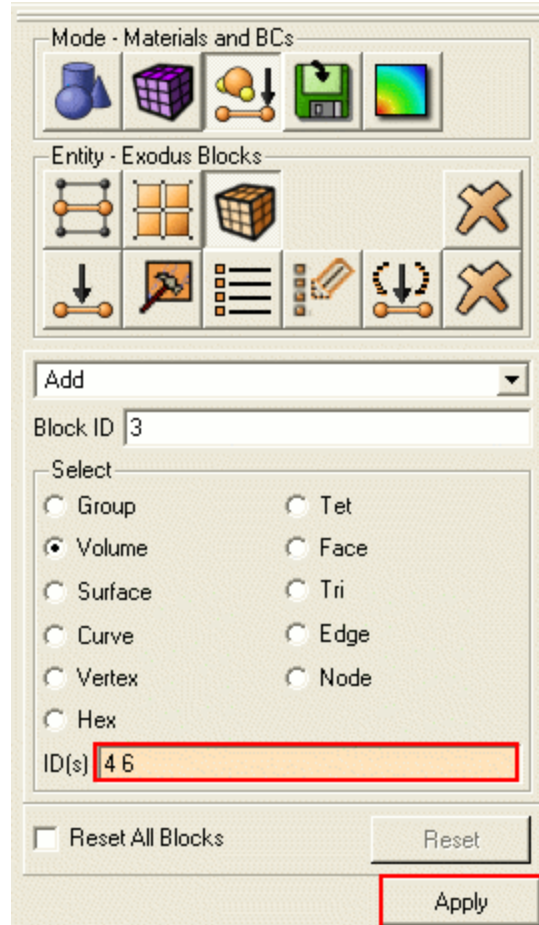 Mode - Materials and BCs
Entity - Exodus Blocks
Add
Block ID 3
Select
Group Tet
Volume Face
Surface Tri
Curve Edge
Vertex Node
Hex
ID(s) 4 6
Reset All Blocks Reset
Apply